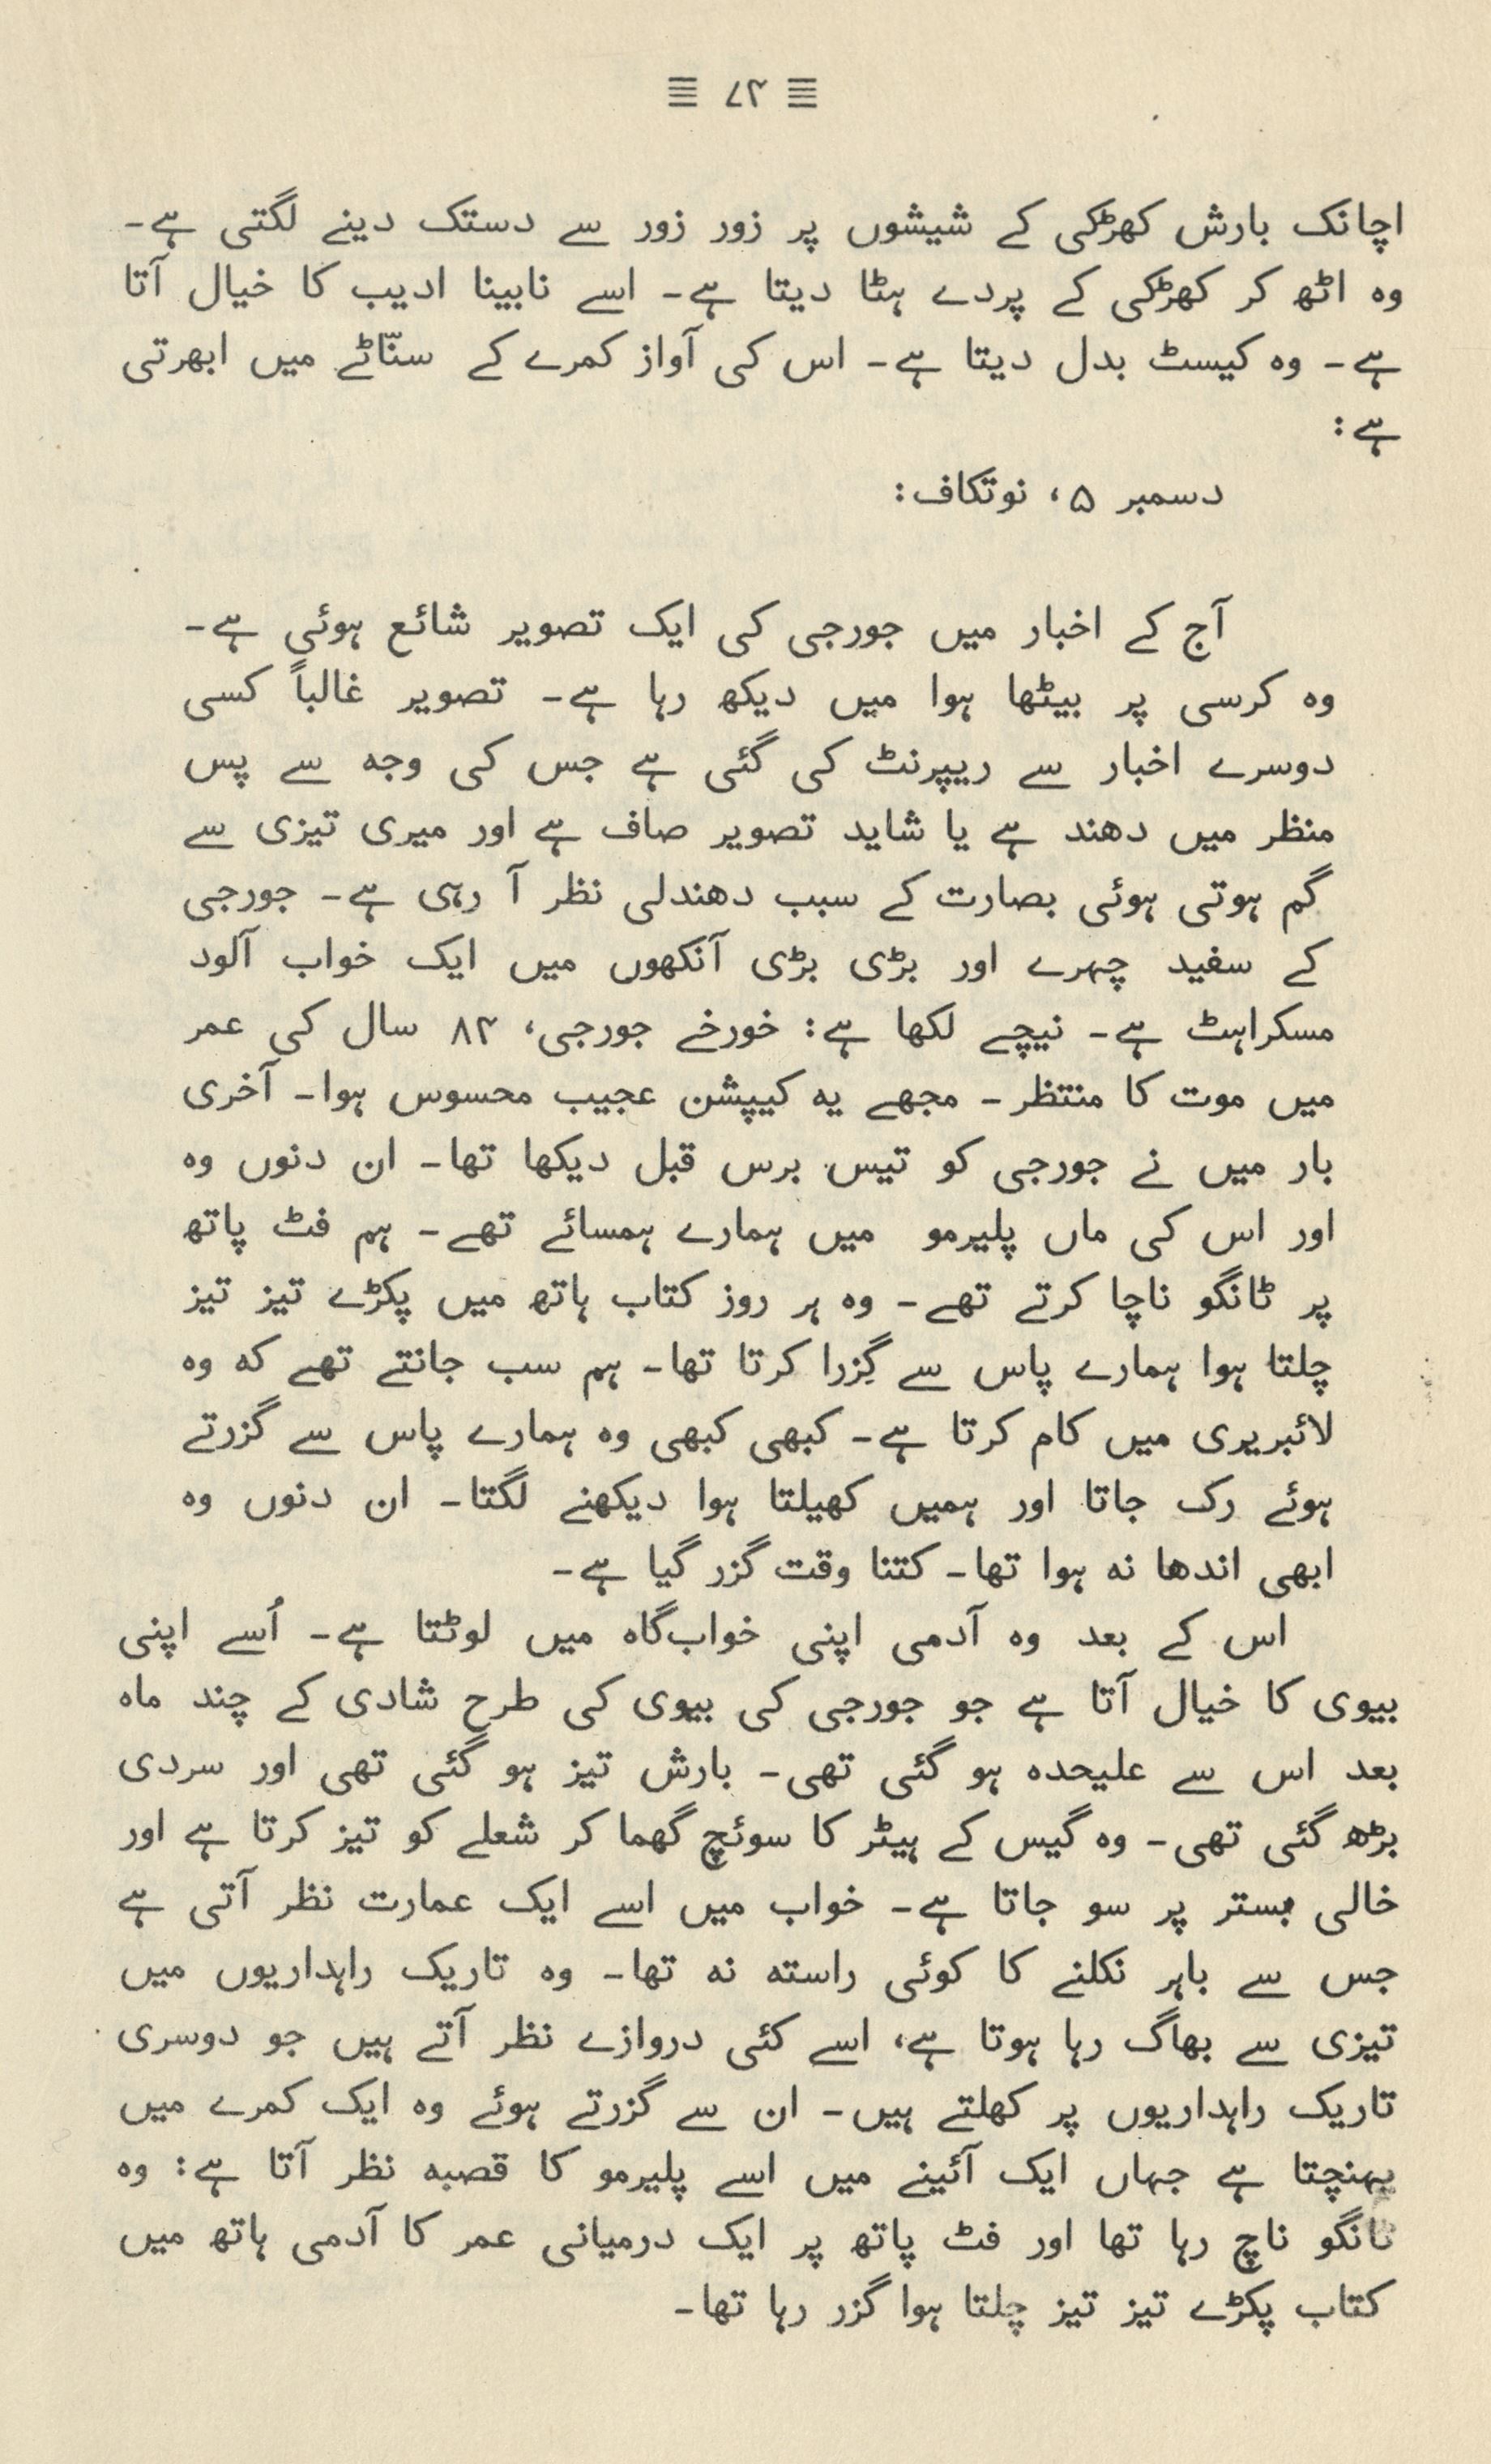 ≡ ۷۲ ≡
اچانک بارش کھڑکی کے شیشوں پر زور زور سے دستک دینے لگتی ہے۔
وہ اٹھ کر کھڑکی کے پردے ہٹا دیتا ہے۔ اسے نابینا ادیب کا خیال آتا
ہے۔ وہ کیسٹ بدل دیتا ہے۔ اس کی آواز کمرے کے سنّاٹے میں ابھرتی
ہے:
دسمبر ۵، نوتکاف:
آج کے اخبار میں جورجی کی ایک تصویر شائع ہوئی ہے۔
وہ کرسی پر بیٹھا ہوا میں دیکھ رہا ہے۔ تصویر غالباً کسی
دوسرے اخبار سے ریپرنٹ کی گئی ہے جس کی وجہ سے پس
منظر میں دھند ہے یا شاید تصویر صاف ہے اور میری تیزی سے
گم ہوتی ہوئی بصارت کے سبب دھندلی نظر آ رہی ہے۔ جورجی
کے سفید چہرے اور بڑی بڑی آنکھوں میں ایک خواب آلود
مسکراہٹ ہے۔ نیچے لکھا ہے: خورخے جورجی، ۸۲ سال کی عمر
میں موت کا منتظر۔ مجھے یہ کیپشن عجیب محسوس ہوا۔ آخری
بار میں نے جورجی کو تیس برس قبل دیکھا تھا۔ ان دنوں وہ
اور اس کی ماں پلیرمو میں ہمارے ہمسائے تھے۔ ہم فٹ پاتھ
پر ٹانگو ناچا کرتے تھے۔ وہ ہر روز کتاب ہاتھ میں پکڑے تیز تیز
چلتا ہوا ہمارے پاس سے گزرا کرتا تھا۔ ہم سب جانتے تھے کہ وہ
لائبریری میں کام کرتا ہے۔ کبھی کبھی وہ ہمارے پاس سے گزرتے
ہوئے رک جاتا اور ہمیں کھیلتا ہوا دیکھنے لگتا۔ ان دنوں وہ
ابھی اندھا نہ ہوا تھا۔ کتنا وقت گزر گیا ہے۔
اس کے بعد وہ آدمی اپنی خواب‌گاہ میں لوٹتا ہے۔ اُسے اپنی
بیوی کا خیال آتا ہے جو جورجی کی بیوی کی طرح شادی کے چند ماہ
بعد اس سے علیحدہ ہو گئی تھی۔ بارش تیز ہو گئی تھی اور سردی
بڑھ گئی تھی۔ وہ گیس کے ہیٹر کا سوئچ گھما کر شعلے کو تیز کرتا ہے اور
خالی بستر پر سو جاتا ہے۔ خواب میں اسے ایک عمارت نظر آتی ہے
جس سے باہر نکلنے کا کوئی راستہ نہ تھا۔ وہ تاریک راہداریوں میں
تیزی سے بھاگ رہا ہوتا ہے، اسے کئی دروازے نظر آتے ہیں جو دوسری
تاریک راہداریوں پر کھلتے ہیں۔ ان سے گزرتے ہوئے وہ ایک کمرے میں
پہنچتا ہے جہاں ایک آئینے میں اسے پلیرمو کا قصبہ نظر آتا ہے: وہ
ٹانگو ناچ رہا تھا اور فٹ پاتھ پر ایک درمیانی عمر کا آدمی ہاتھ میں
کتاب پکڑے تیز تیز چلتا ہوا گزر رہا تھا۔